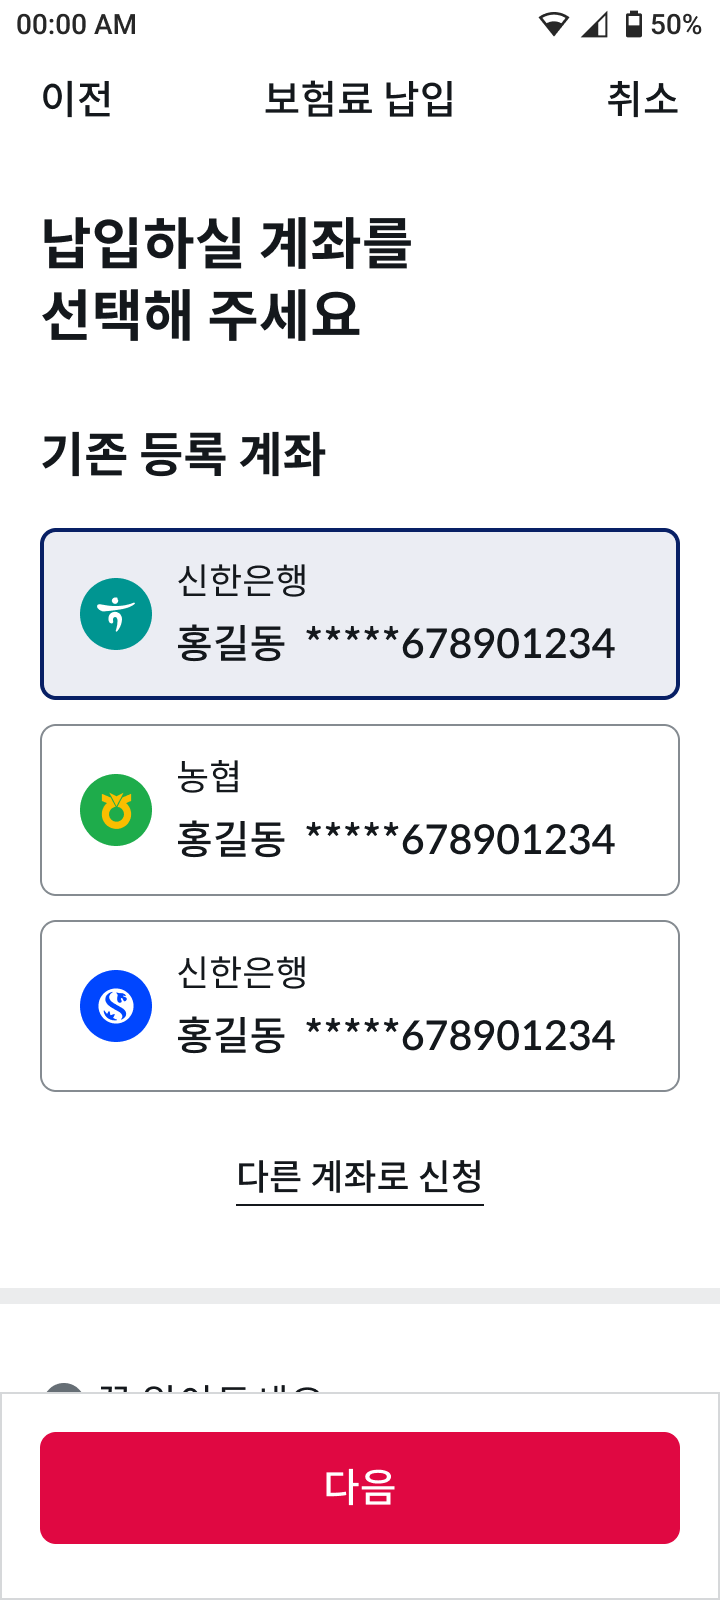 00:00 AM 50%
이전 보험료 납입 취소
납입하실 계좌를
선택해 주세요
기존 등록 계좌
신한은행
홍길동 *****678901234
농협
홍길동 *****678901234
신한은행
홍길동 *****678901234
다른 계좌로 신청
다음